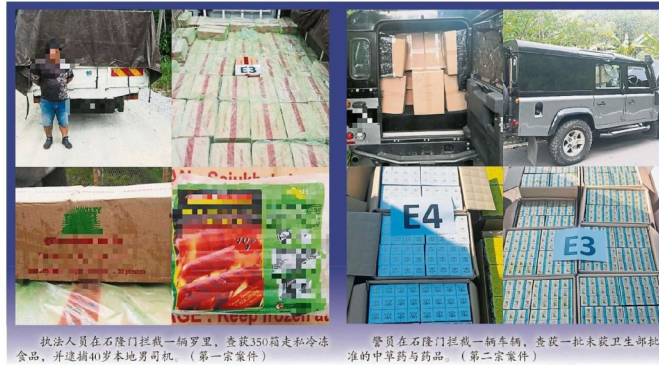 E3
Sejukbeku
: Keep frozen at
E4
E3
执法人员在石隆门拦截一辆罗里，查获350箱走私冷冻
食品，并逮捕40岁本地男司机。（第一宗案件）
警员在石隆门拦截一辆车辆，查获一批未获卫生部批
准的中草药与药品。（第二宗案件）